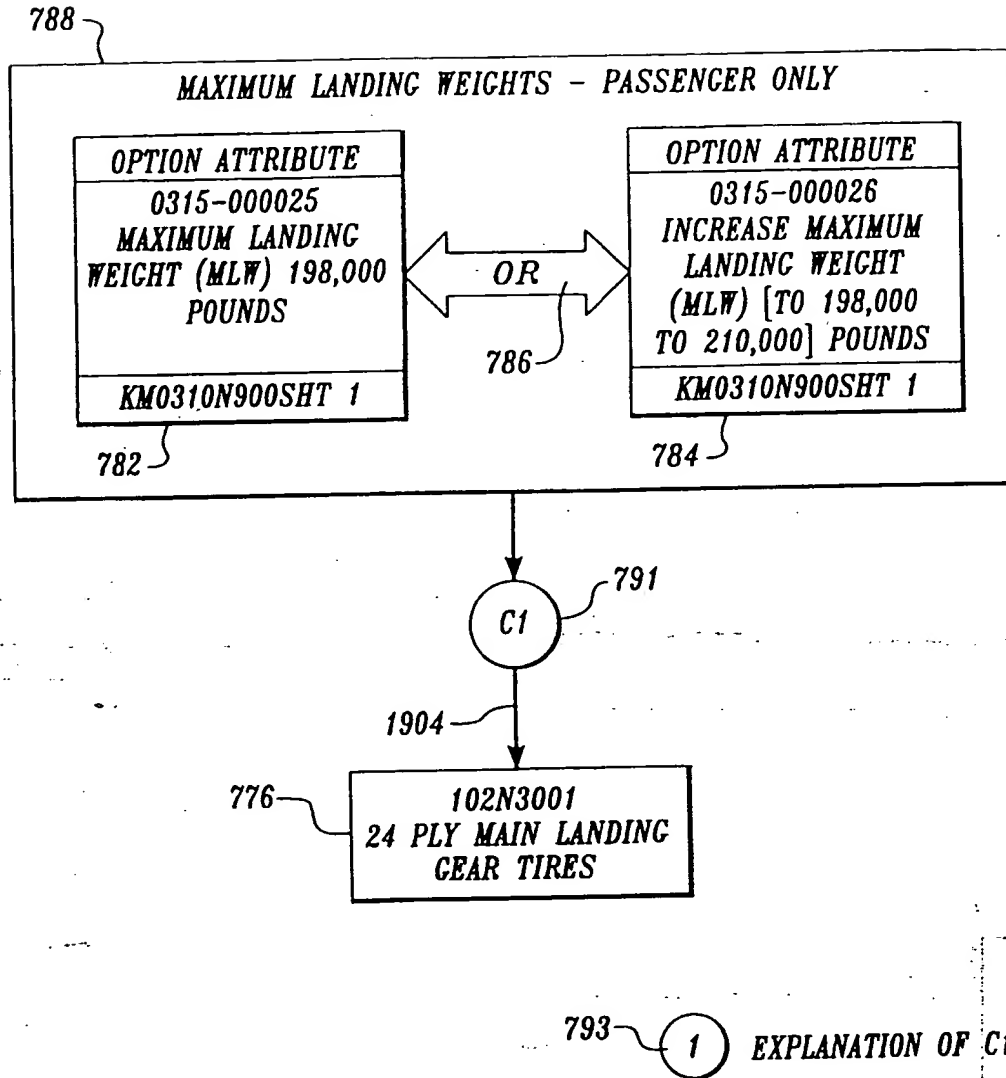 788
MAXIMUM LANDING WEIGHTS - PASSENGER ONLY
OPTION ATTRIBUTE
0315-000025
MAXIMUM LANDING
WEIGHT (MLW) 198,000
POUNDS
KM0310N900SHT 1
782
OR
786
OPTION ATTRIBUTE
0315-000026
INCREASE MAXIMUM
LANDING WEIGHT
(MLW) [TO 198,000
TO 210,000] POUNDS
KM0310N900SHT 1
784
C1
791
1904
776
102N3001
24 PLY MAIN LANDING
GEAR TIRES
793
1 EXPLANATION OF C1